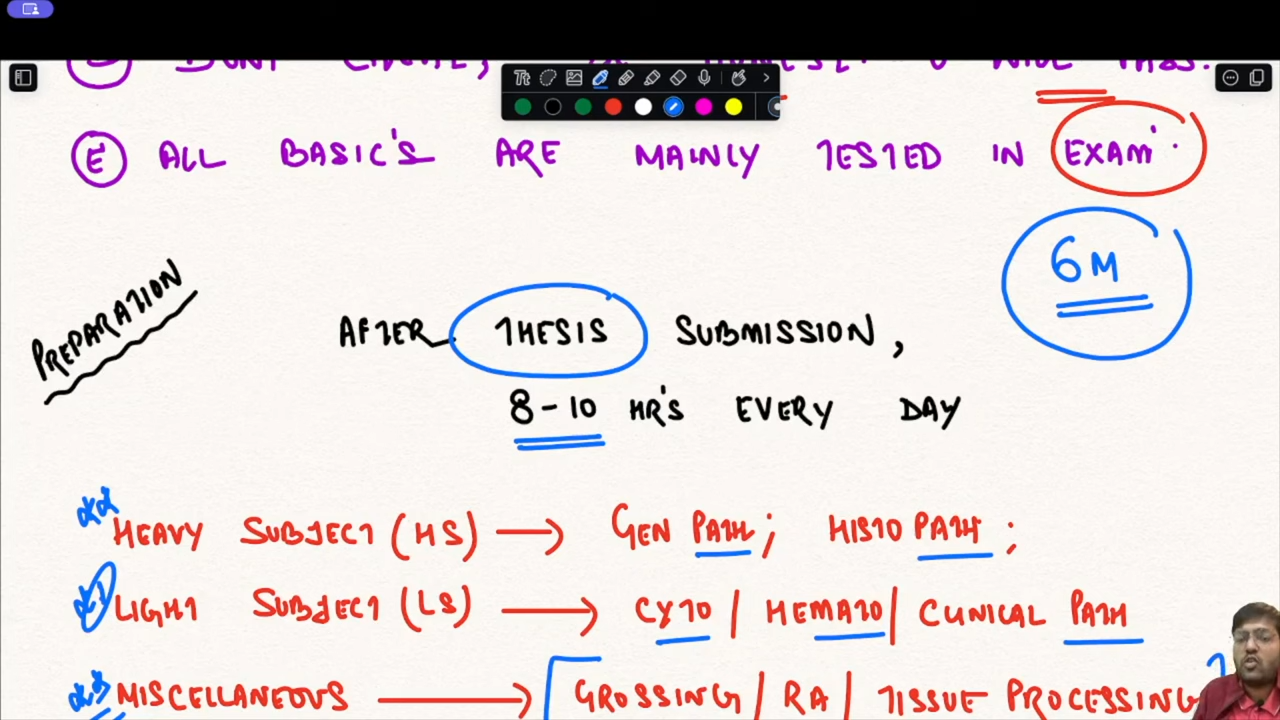 E ALL BASIC'S ARE MAINLY TESTED IN EXAM.
6M
PREPARATION
AFTER THESIS SUBMISSION,
8-10 HR'S EVERY DAY
HEAVY SUBJECT (HS) → GEN PATH; HISTO PATH;
LIGHT SUBJECT (LS) → CYTO / HEMATO / CLINICAL PATH
MISCELLANEOUS → GROSSING / RA / TISSUE PROCESSING